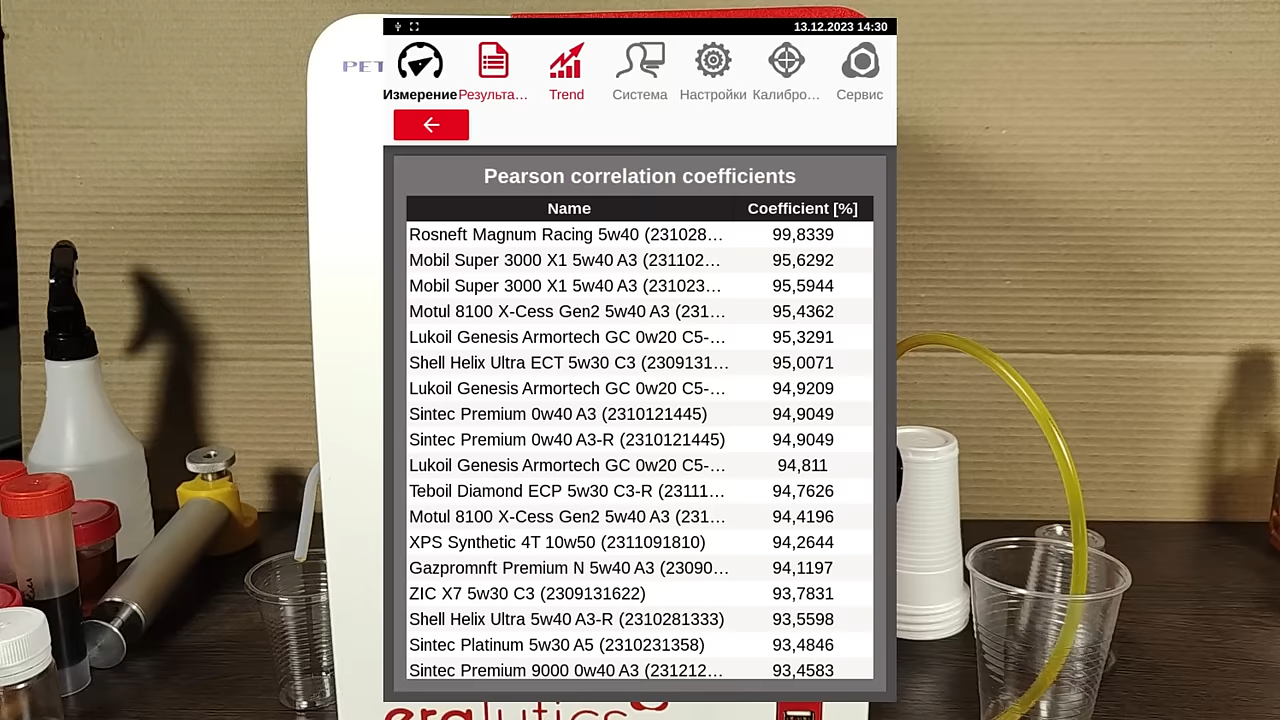 13.12.2023 14:30
PET
Измерение Результа… Trend Система Настройки Калибро… Сервис
Pearson correlation coefficients
Name Coefficient [%]
Rosneft Magnum Racing 5w40 (231028… 99,8339
Mobil Super 3000 X1 5w40 A3 (231102… 95,6292
Mobil Super 3000 X1 5w40 A3 (231023… 95,5944
Motul 8100 X-Cess Gen2 5w40 A3 (231… 95,4362
Lukoil Genesis Armortech GC 0w20 C5-… 95,3291
Shell Helix Ultra ECT 5w30 C3 (2309131… 95,0071
Lukoil Genesis Armortech GC 0w20 C5-… 94,9209
Sintec Premium 0w40 A3 (2310121445) 94,9049
Sintec Premium 0w40 A3-R (2310121445) 94,9049
Lukoil Genesis Armortech GC 0w20 C5-… 94,811
Teboil Diamond ECP 5w30 C3-R (23111… 94,7626
Motul 8100 X-Cess Gen2 5w40 A3 (231… 94,4196
XPS Synthetic 4T 10w50 (2311091810) 94,2644
Gazpromnft Premium N 5w40 A3 (23090… 94,1197
ZIC X7 5w30 C3 (2309131622) 93,7831
Shell Helix Ultra 5w40 A3-R (2310281333) 93,5598
Sintec Platinum 5w30 A5 (2310231358) 93,4846
Sintec Premium 9000 0w40 A3 (231212… 93,4583